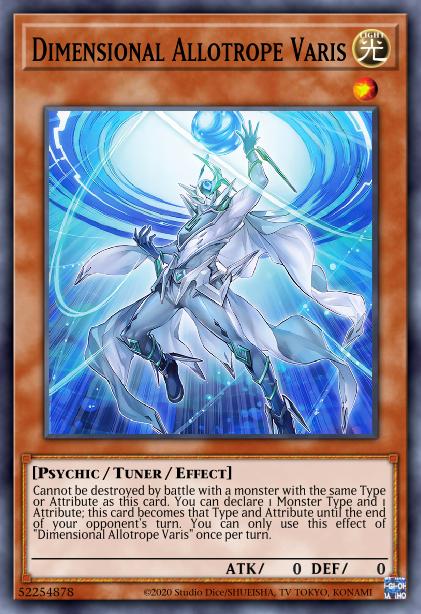 DIMENSIONAL ALLOTROPE VARIS
LIGHT
光
[PSYCHIC / TUNER / EFFECT]
Cannot be destroyed by battle with a monster with the same Type
or Attribute as this card. You can declare 1 Monster Type and 1
Attribute; this card becomes that Type and Attribute until the end
of your opponent's turn. You can only use this effect of
"Dimensional Allotrope Varis" once per turn.
ATK/ 0 DEF/ 0
52254878
©2020 Studio Dice/SHUEISHA, TV TOKYO, KONAMI